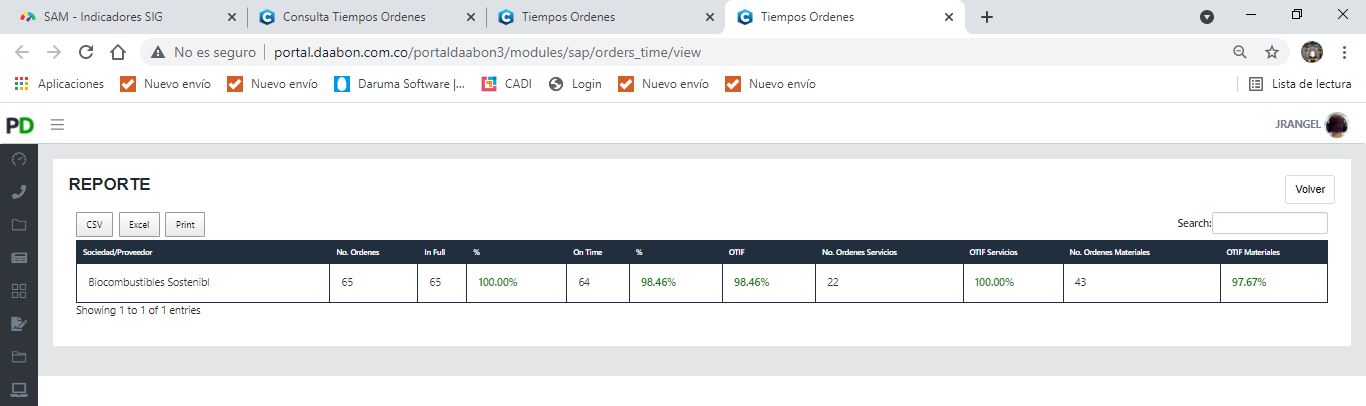 SAM - Indicadores SIG
Consulta Tiempos Ordenes
Tiempos Ordenes
Tiempos Ordenes
No es seguro | portal.daabon.com.co/portaldaabon3/modules/sap/orders_time/view
Aplicaciones Nuevo envío Nuevo envío Daruma Software |... CADI Login Nuevo envío Nuevo envío Lista de lectura
PD JRANGEL
REPORTE
Volver
CSV Excel Print Search:
Sociedad/Proveedor No. Ordenes In Full % On Time % OTIF No. Ordenes Servicios OTIF Servicios No. Ordenes Materiales OTIF Materiales
Biocombustibles Sostenibl 65 65 100.00% 64 98.46% 98.46% 22 100.00% 43 97.67%
Showing 1 to 1 of 1 entries